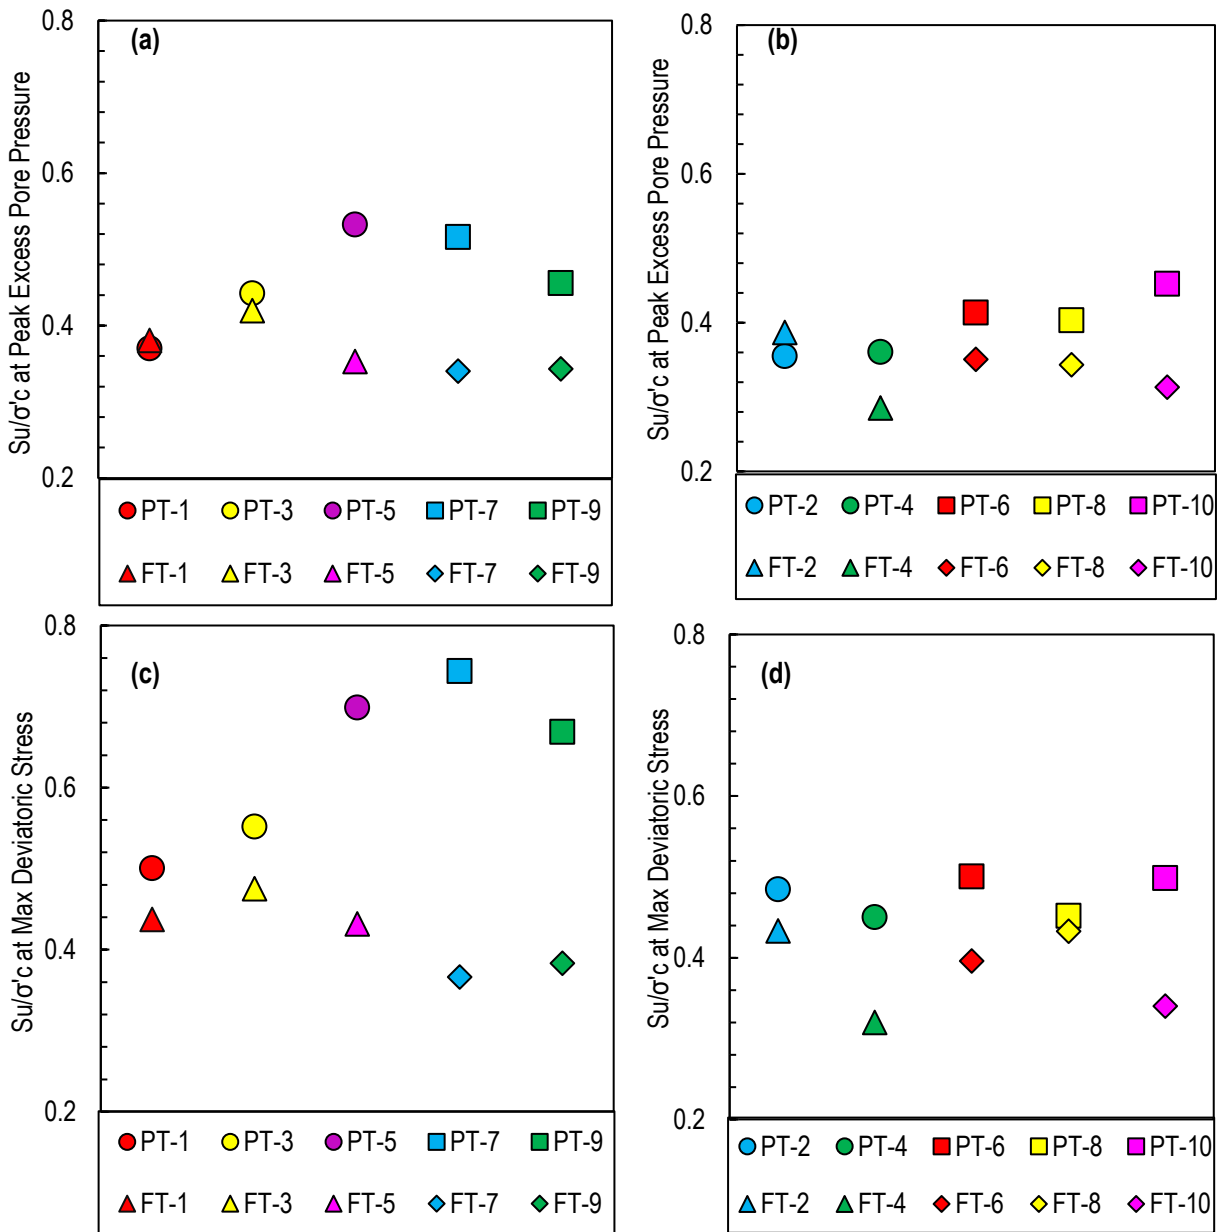 (a)
Su/σ'c at Peak Excess Pore Pressure
0.8
0.6
0.4
0.2
PT-1 PT-3 PT-5 PT-7 PT-9
FT-1 FT-3 FT-5 FT-7 FT-9
(b)
Su/σ'c at Peak Excess Pore Pressure
0.8
0.6
0.4
0.2
PT-2 PT-4 PT-6 PT-8 PT-10
FT-2 FT-4 FT-6 FT-8 FT-10
(c)
Su/σ'c at Max Deviatoric Stress
0.8
0.6
0.4
0.2
PT-1 PT-3 PT-5 PT-7 PT-9
FT-1 FT-3 FT-5 FT-7 FT-9
(d)
Su/σ'c at Max Deviatoric Stress
0.8
0.6
0.4
0.2
PT-2 PT-4 PT-6 PT-8 PT-10
FT-2 FT-4 FT-6 FT-8 FT-10